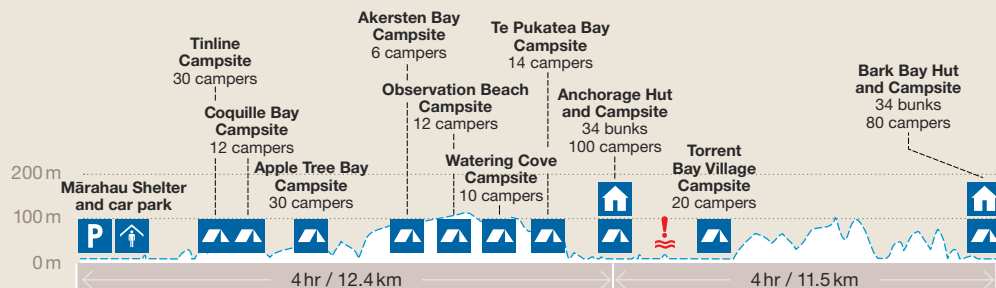 Akersten Bay
Campsite
6 campers
Te Pukatea Bay
Campsite
14 campers
Tinline
Campsite
30 campers
Bark Bay Hut
and Campsite
34 bunks
80 campers
Observation Beach
Campsite
12 campers
Anchorage Hut
and Campsite
34 bunks
100 campers
Coquille Bay
Campsite
12 campers
Torrent
Bay Village
Campsite
20 campers
Watering Cove
Campsite
10 campers
Apple Tree Bay
Campsite
30 campers
200 m
Mārahau Shelter
and car park
100 m
P
!
0 m
4 hr / 12.4 km
4 hr / 11.5 km